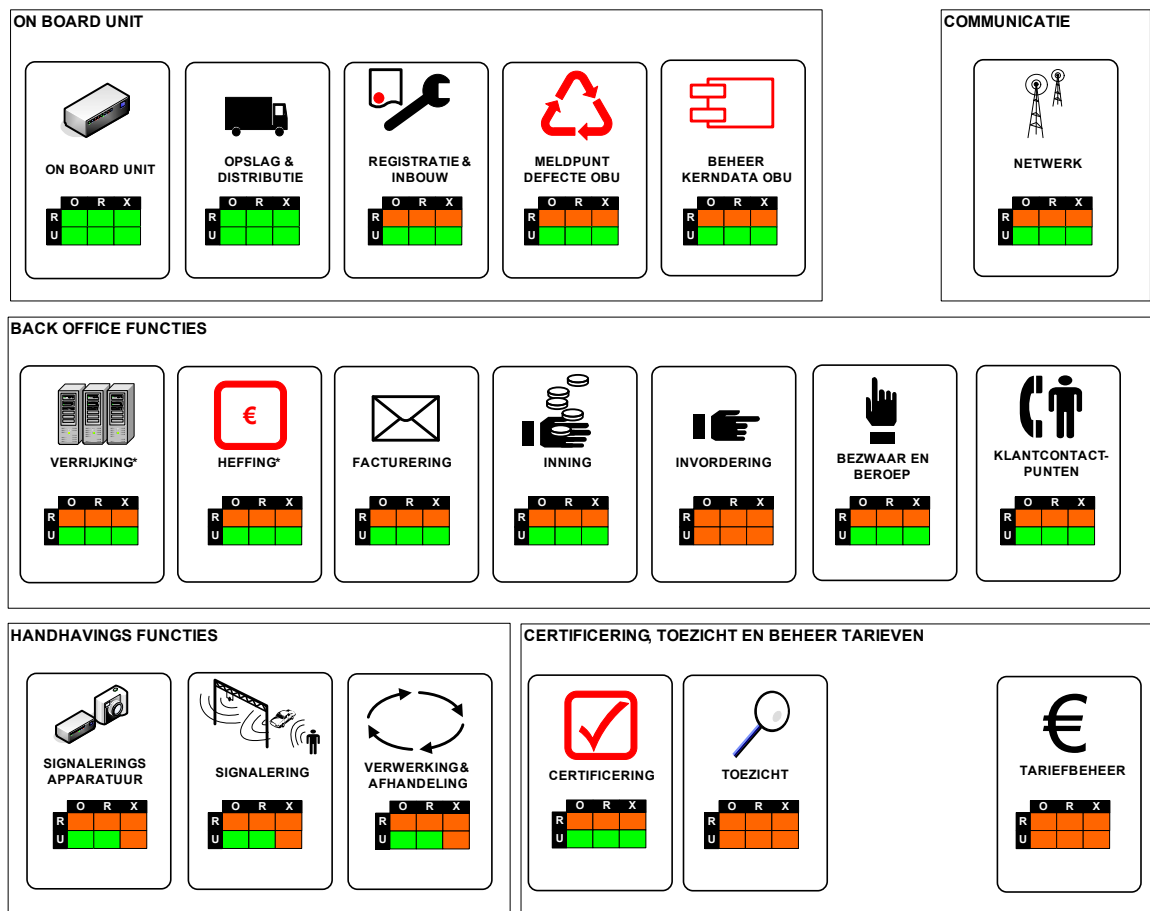 ON BOARD UNIT
COMMUNICATIE
ON BOARD UNIT
O R X
R
U
OPSLAG &
DISTRIBUTIE
O R X
R
U
REGISTRATIE &
INBOUW
O R X
R
U
MELDPUNT
DEFECTE OBU
O R X
R
U
BEHEER
KERNDATA OBU
O R X
R
U
NETWERK
O R X
R
U
BACK OFFICE FUNCTIES
VERRIJKING*
O R X
R
U
€
HEFFING*
O R X
R
U
FACTURERING
O R X
R
U
INNING
O R X
R
U
INVORDERING
O R X
R
U
BEZWAAR EN
BEROEP
O R X
R
U
KLANTCONTACT-
PUNTEN
O R X
R
U
HANDHAVINGS FUNCTIES
SIGNALERINGS
APPARATUUR
O R X
R
U
SIGNALERING
O R X
R
U
VERWERKING &
AFHANDELING
O R X
R
U
CERTIFICERING, TOEZICHT EN BEHEER TARIEVEN
CERTIFICERING
O R X
R
U
TOEZICHT
O R X
R
U
€
TARIEFBEHEER
O R X
R
U